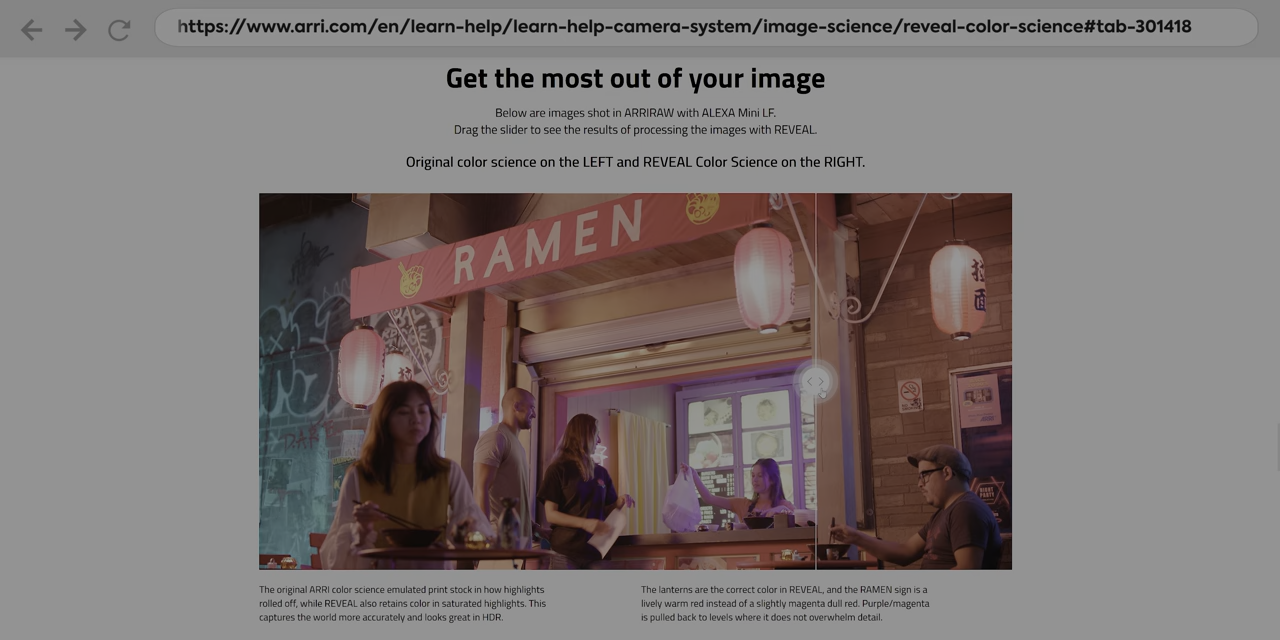 https://www.arri.com/en/learn-help/learn-help-camera-system/image-science/reveal-color-science#tab-301418
Get the most out of your image
Below are images shot in ARRIRAW with ALEXA Mini LF.
Drag the slider to see the results of processing the images with REVEAL.
Original color science on the LEFT and REVEAL Color Science on the RIGHT.
RAMEN
The original ARRI color science emulated print stock in how highlights
rolled off, while REVEAL also retains color in saturated highlights. This
captures the world more accurately and looks great in HDR.
The lanterns are the correct color in REVEAL, and the RAMEN sign is a
lively warm red instead of a slightly magenta dull red. Purple/magenta
is pulled back to levels where it does not overwhelm detail.